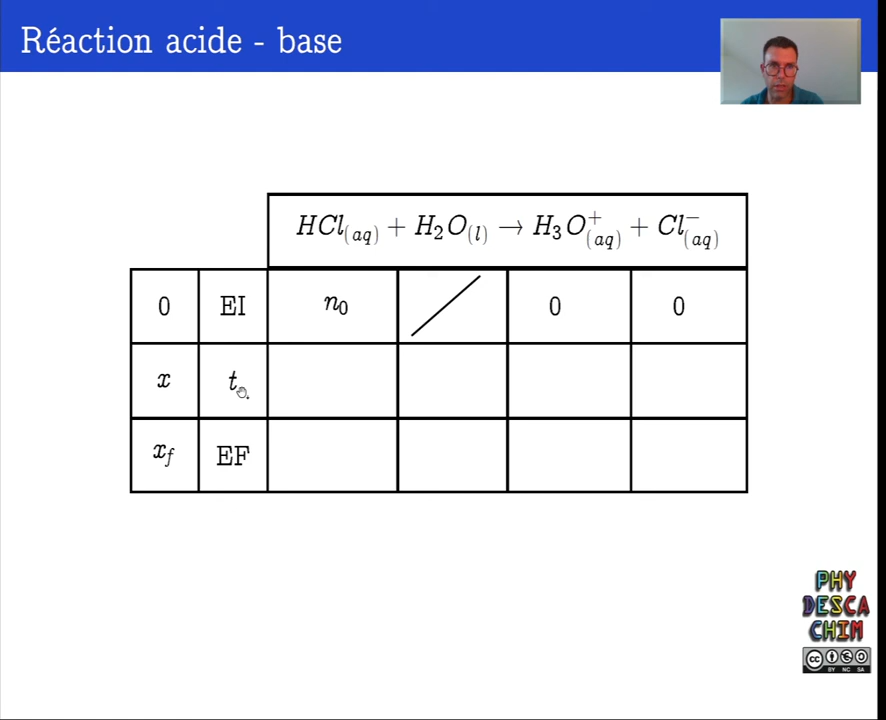 Réaction acide - base
HCl(aq) + H₂O(l) → H₃O⁺(aq) + Cl⁻(aq)
0 EI n₀ 0 0
x t
x_f EF
PHY
DESCA
CHIM
CC
BY NC SA